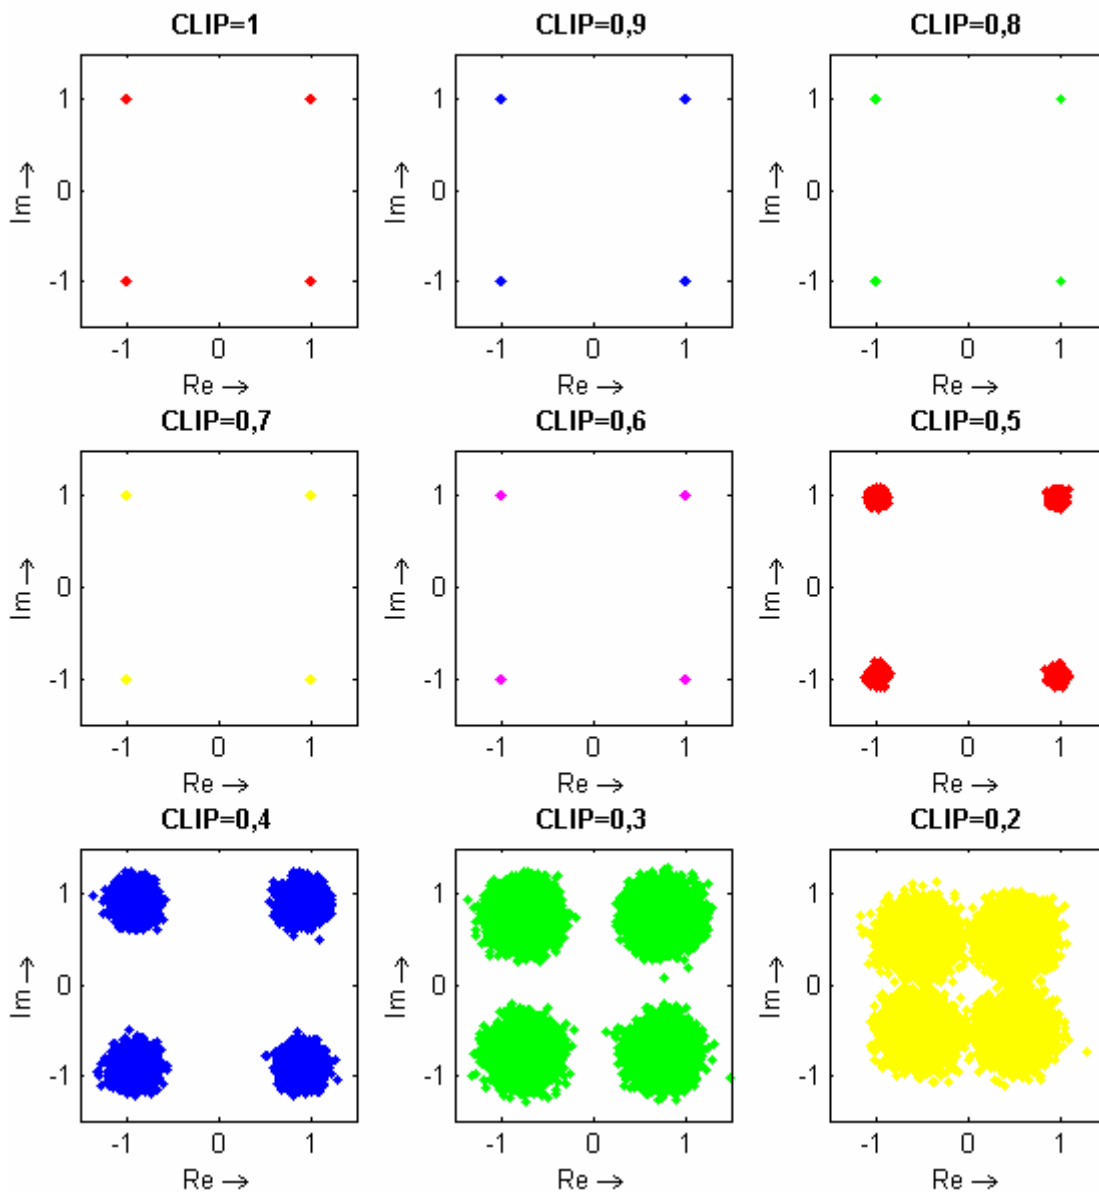 CLIP=1 CLIP=0,9 CLIP=0,8
1 1 1
Im → Im → Im →
0 0 0
-1 -1 -1
-1 0 1 -1 0 1 -1 0 1
Re → Re → Re →
CLIP=0,7 CLIP=0,6 CLIP=0,5
1 1 1
Im → Im → Im →
0 0 0
-1 -1 -1
-1 0 1 -1 0 1 -1 0 1
Re → Re → Re →
CLIP=0,4 CLIP=0,3 CLIP=0,2
1 1 1
Im → Im → Im →
0 0 0
-1 -1 -1
-1 0 1 -1 0 1 -1 0 1
Re → Re → Re →